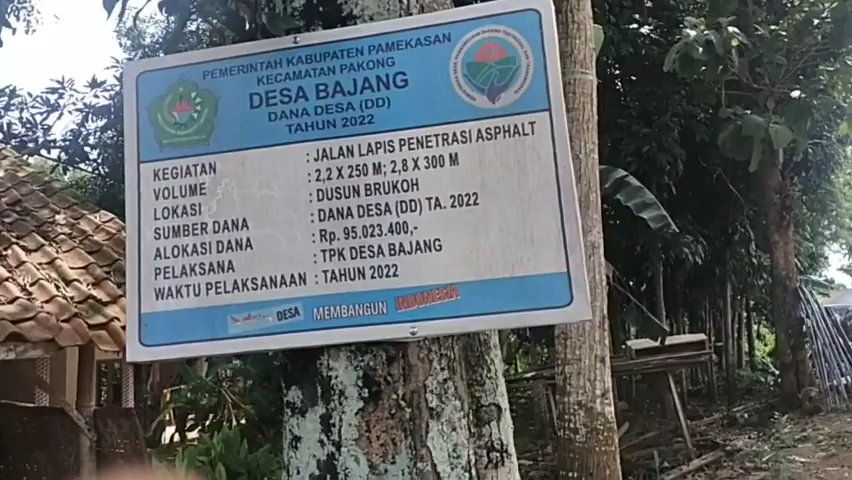 PEMERINTAH KABUPATEN PAMEKASAN
KECAMATAN PAKONG
DESA BAJANG
DANA DESA (DD)
TAHUN 2022
KEGIATAN : JALAN LAPIS PENETRASI ASPHALT
VOLUME : 2,2 X 250 M; 2,8 X 300 M
LOKASI : DUSUN BRUKOH
SUMBER DANA : DANA DESA (DD) TA. 2022
ALOKASI DANA : Rp. 95.023.400,-
PELAKSANA : TPK DESA BAJANG
WAKTU PELAKSANAAN : TAHUN 2022
DESA MEMBANGUN INDONESIA